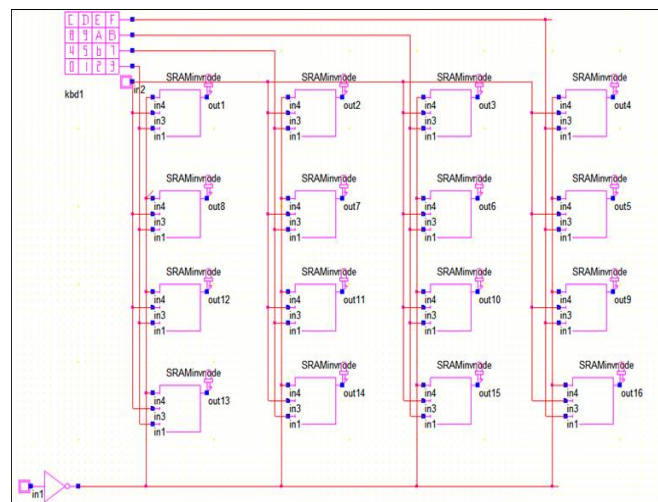 C D E F
8 9 A B
4 5 6 7
0 1 2 3
kbd1
in2
SRAMinvnode SRAMinvnode SRAMinvnode SRAMinvnode
in4 out1 in4 out2 in4 out3 in4 out4
in3 in3 in3 in3
in1 in1 in1 in1
SRAMinvnode SRAMinvnode SRAMinvnode SRAMinvnode
in4 out8 in4 out7 in4 out6 in4 out5
in3 in3 in3 in3
in1 in1 in1 in1
SRAMinvnode SRAMinvnode SRAMinvnode SRAMinvnode
in4 out12 in4 out11 in4 out10 in4 out9
in3 in3 in3 in3
in1 in1 in1 in1
SRAMinvnode SRAMinvnode SRAMinvnode SRAMinvnode
in4 out13 in4 out14 in4 out15 in4 out16
in3 in3 in3 in3
in1 in1 in1 in1
in1